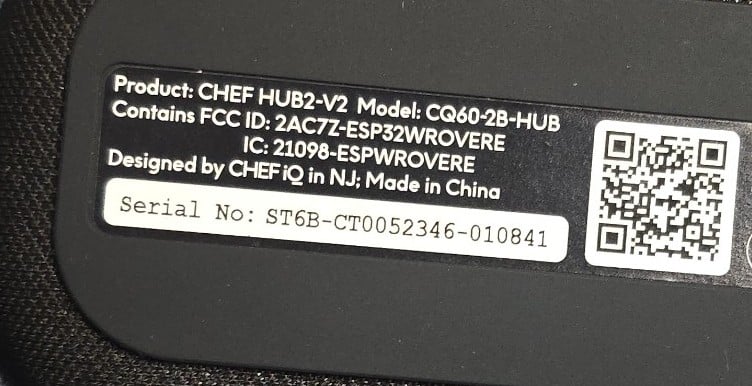 Product: CHEF HUB2-V2 Model: CQ60-2B-HUB
Contains FCC ID: 2AC7Z-ESP32WROVERE
IC: 21098-ESPWROVERE
Designed by CHEF iQ in NJ; Made in China
Serial No: ST6B-CT0052346-010841